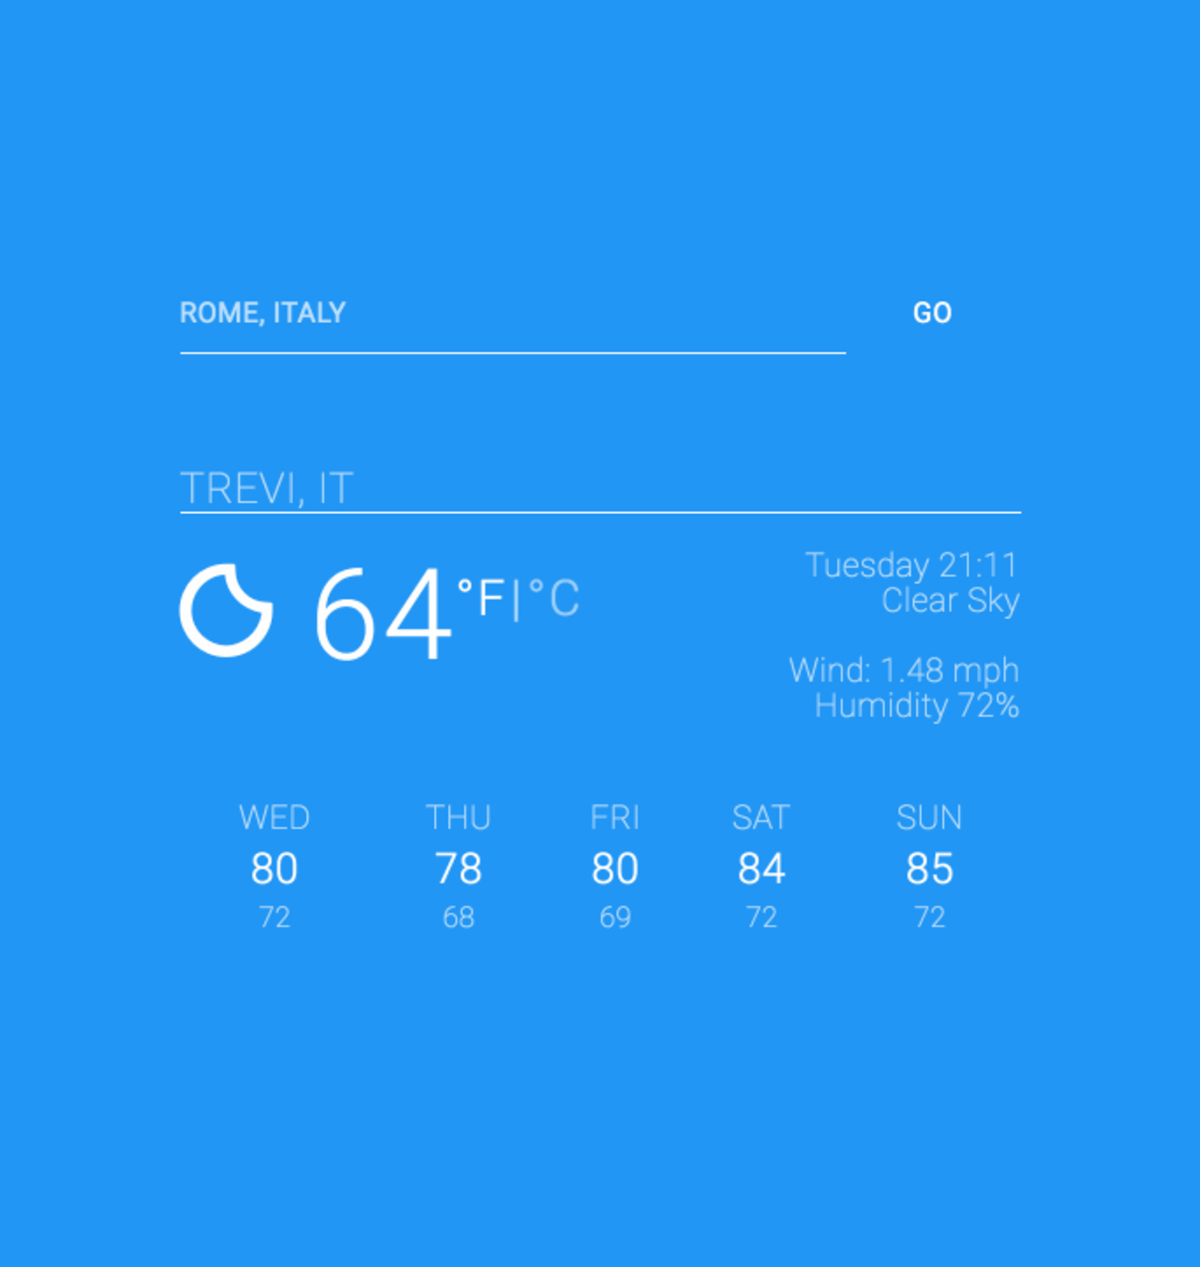 ROME, ITALY GO
TREVI, IT
64 °F|°C
Tuesday 21:11
Clear Sky
Wind: 1.48 mph
Humidity 72%
WED THU FRI SAT SUN
80 78 80 84 85
72 68 69 72 72